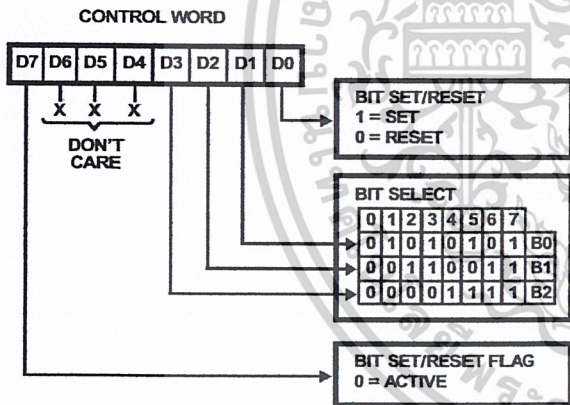 CONTROL WORD
D7 D6 D5 D4 D3 D2 D1 D0
X X X
DON'T
CARE
BIT SET/RESET
1 = SET
0 = RESET
BIT SELECT
0 1 2 3 4 5 6 7
0 1 0 1 0 1 0 1 B0
0 0 1 1 0 0 1 1 B1
0 0 0 0 1 1 1 1 B2
BIT SET/RESET FLAG
0 = ACTIVE